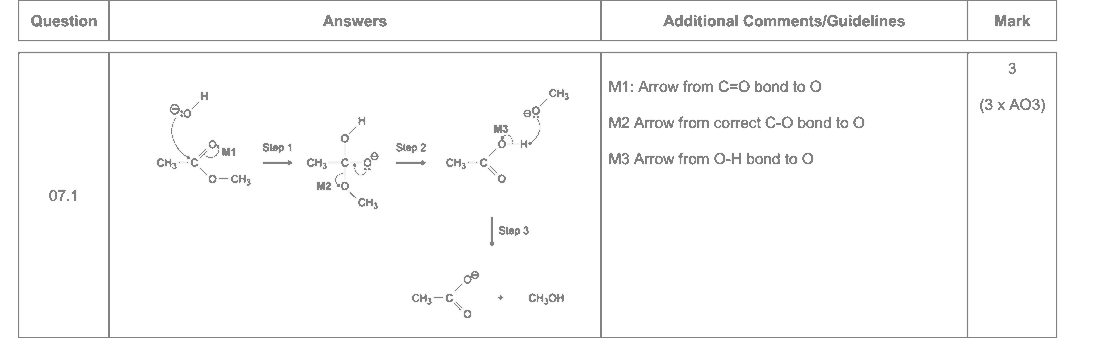 Question Answers Additional Comments/Guidelines Mark
07.1
⊖:O H
CH₃ C O M1
O CH₃
Step 1
H
O
CH₃ C O⊖
M2 O
CH₃
Step 2
CH₃
⊖:O
M3
O H
CH₃ C
O
Step 3
O⊖
CH₃ C + CH₃OH
O
M1: Arrow from C=O bond to O
M2 Arrow from correct C-O bond to O
M3 Arrow from O-H bond to O
3
(3 x AO3)